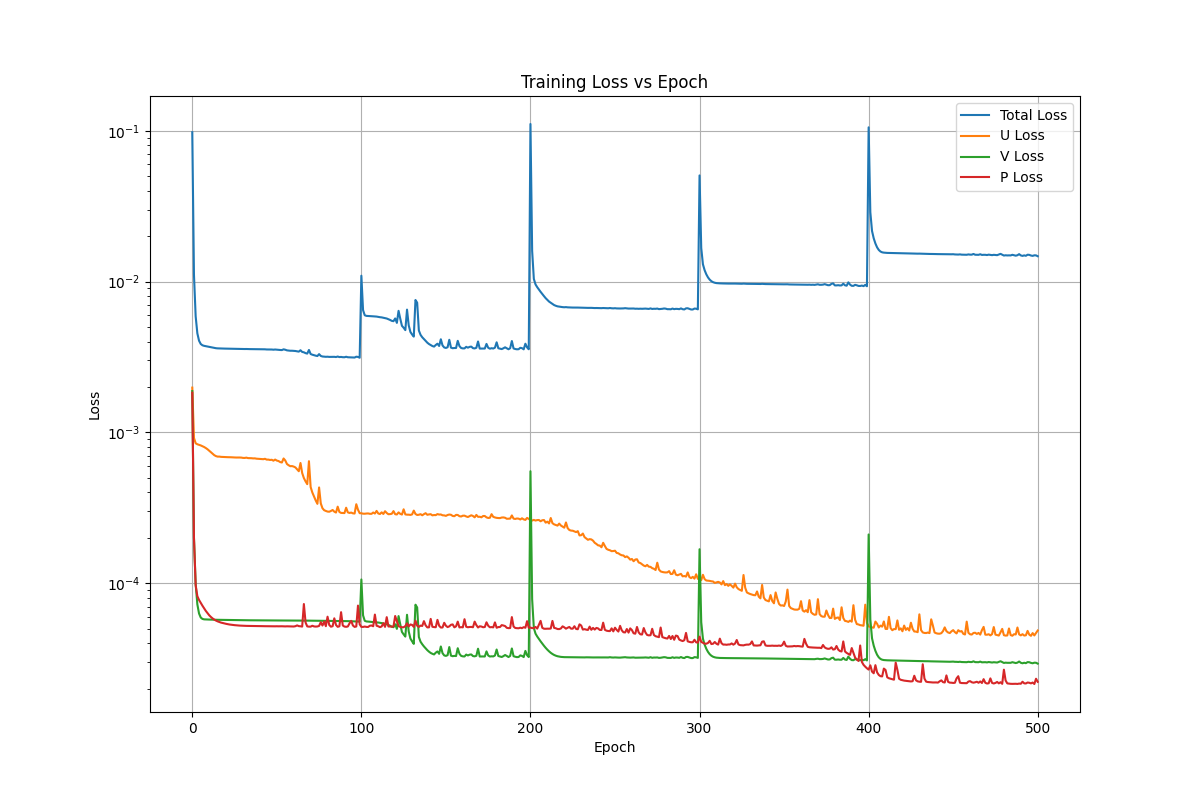 Training Loss vs Epoch
Total Loss
U Loss
V Loss
P Loss
10⁻¹
10⁻²
10⁻³
10⁻⁴
Loss
0 100 200 300 400 500
Epoch